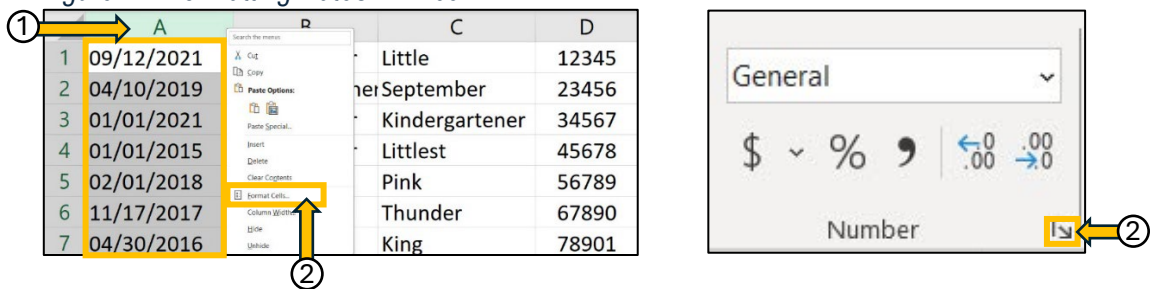 1
A B C D
1 09/12/2021 Little 12345
2 04/10/2019 ner September 23456
3 01/01/2021 Kindergartener 34567
4 01/01/2015 Littlest 45678
5 02/01/2018 Pink 56789
6 11/17/2017 Thunder 67890
7 04/30/2016 King 78901
Search the menus
Cut
Copy
Paste Options:
Paste Special...
Insert
Delete
Clear Contents
Format Cells...
Column Width
Hide
Unhide
2
General
$ % , ←0 .00 .00 →0
Number
2